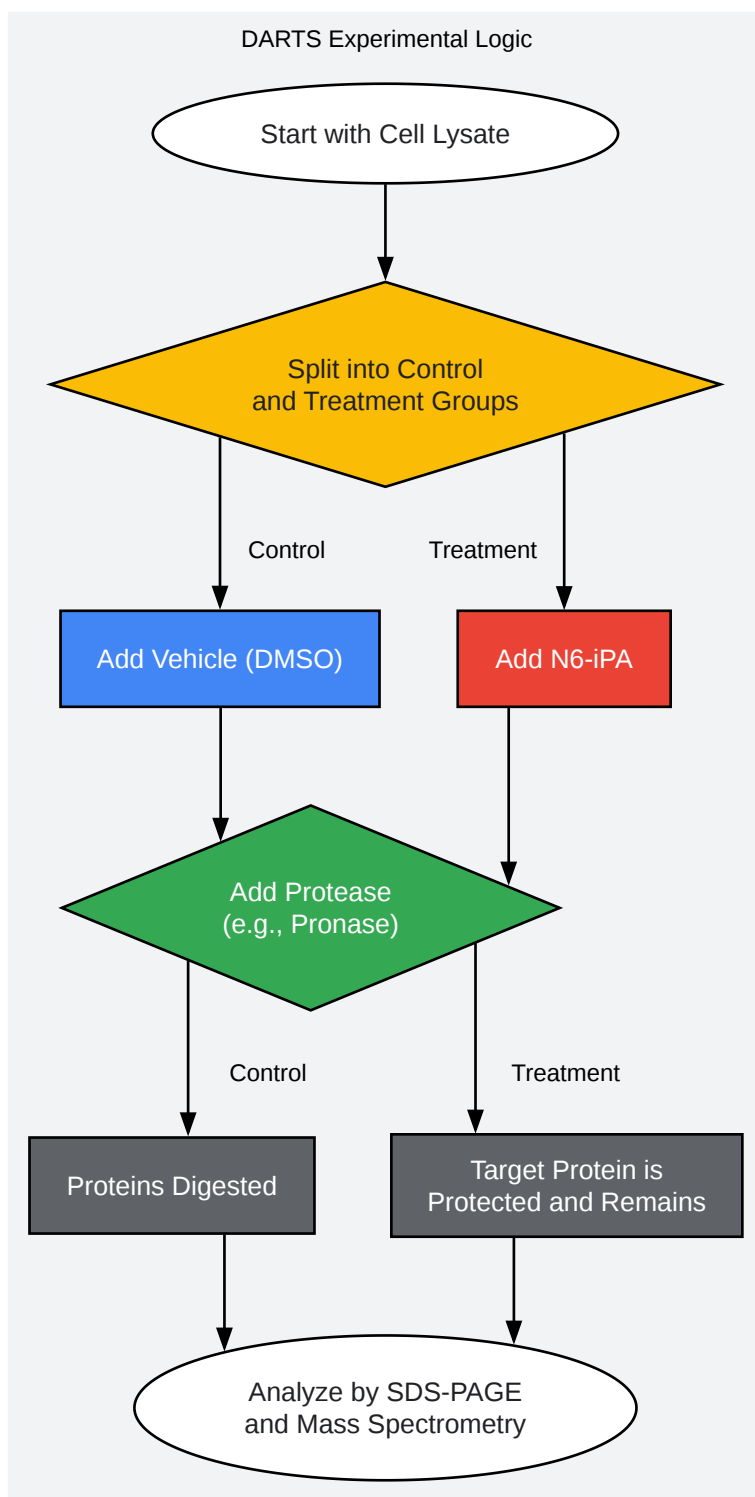 DARTS Experimental Logic
Start with Cell Lysate
Split into Control
and Treatment Groups
Control
Treatment
Add Vehicle (DMSO)
Add N6-iPA
Add Protease
(e.g., Pronase)
Control
Treatment
Proteins Digested
Target Protein is
Protected and Remains
Analyze by SDS-PAGE
and Mass Spectrometry